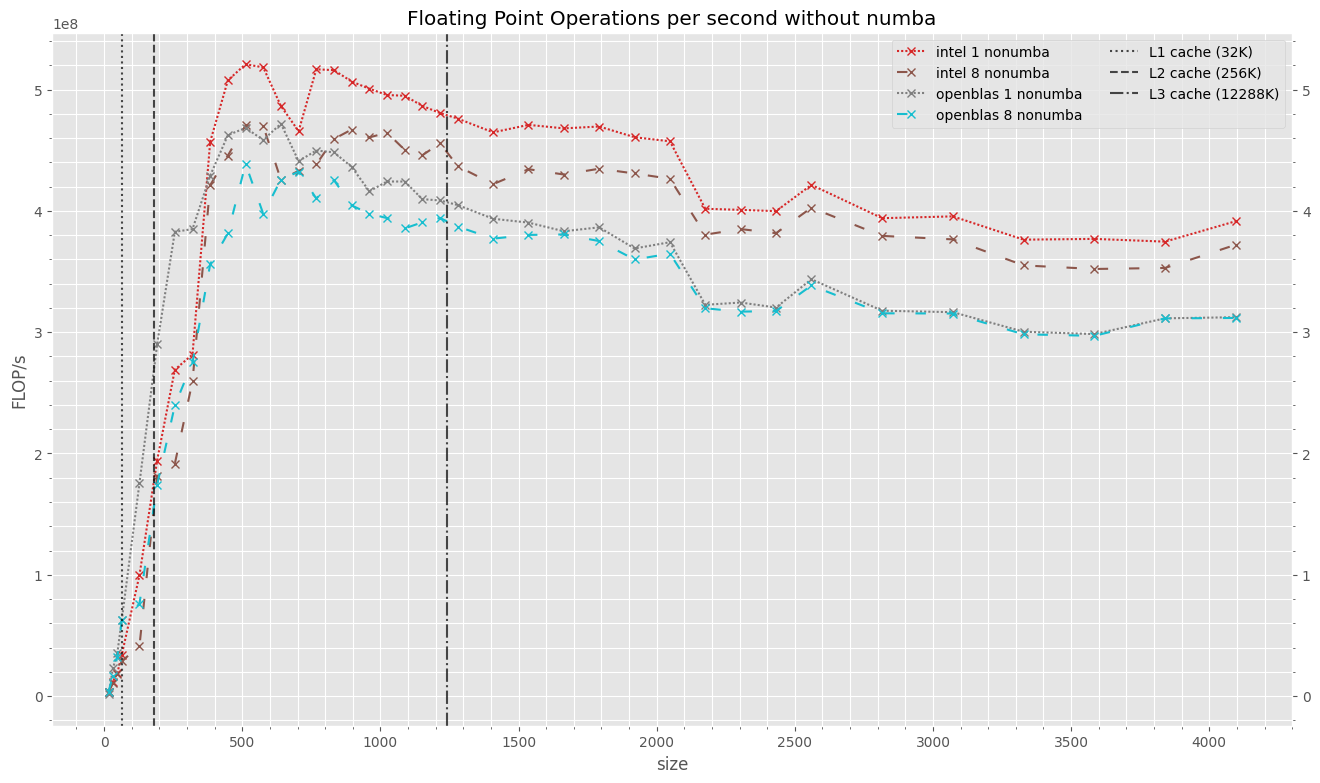 Floating Point Operations per second without numba
1e8
intel 1 nonumba
intel 8 nonumba
openblas 1 nonumba
openblas 8 nonumba
L1 cache (32K)
L2 cache (256K)
L3 cache (12288K)
5
4
3
2
1
0
FLOP/s
5
4
3
2
1
0
0 500 1000 1500 2000 2500 3000 3500 4000
size